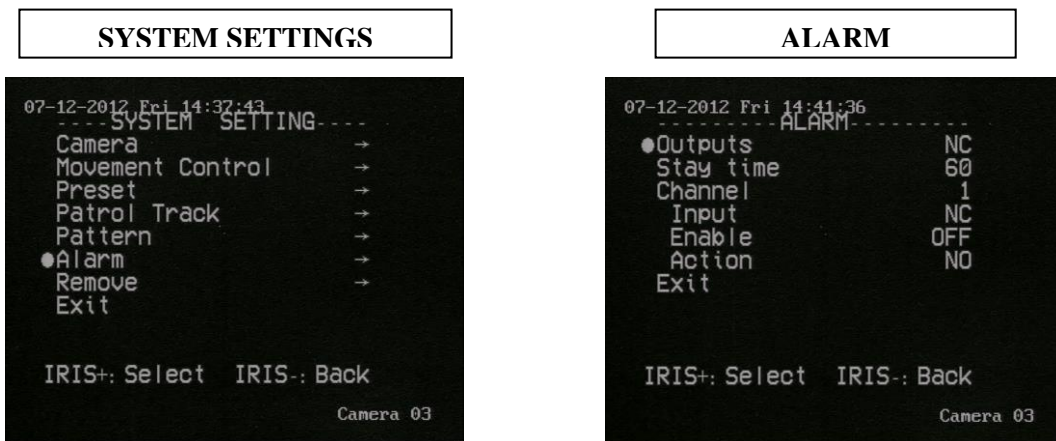 SYSTEM SETTINGS
07-12-2012 Fri 14:37:43
----SYSTEM SETTING----
Camera →
Movement Control →
Preset →
Patrol Track →
Pattern →
●Alarm →
Remove →
Exit
IRIS+: Select IRIS-: Back
Camera 03
ALARM
07-12-2012 Fri 14:41:36
---------ALARM---------
●Outputs NC
Stay time 60
Channel 1
Input NC
Enable OFF
Action NO
Exit
IRIS+: Select IRIS-: Back
Camera 03